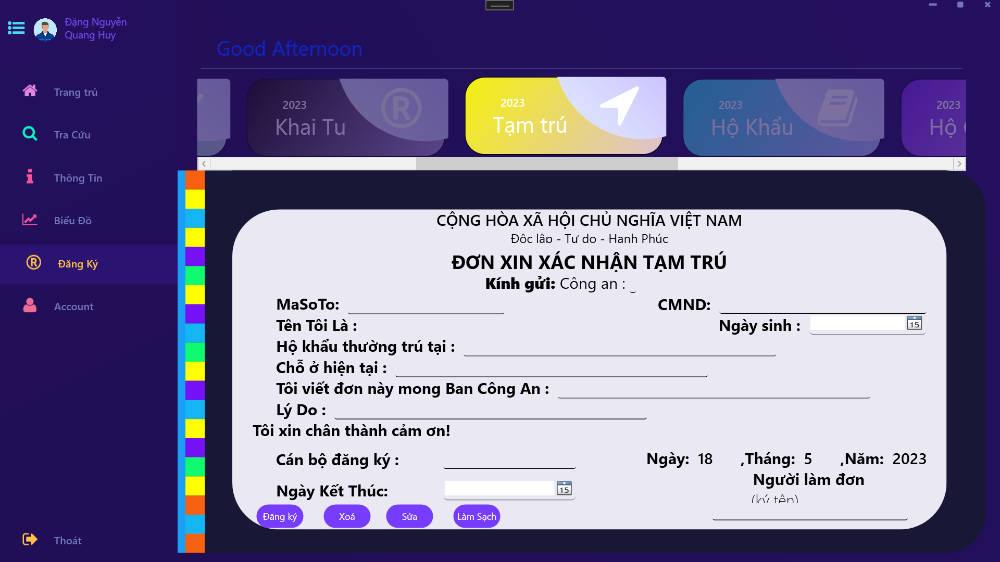 Đặng Nguyễn
Quang Huy
Trang trủ
Tra Cứu
Thông Tin
Biểu Đồ
Đăng Ký
Account
Thoát
Good Afternoon
2023
Khai Tu
2023
Tạm trú
2023
Hộ Khẩu
2023
Hộ
CỘNG HÒA XÃ HỘI CHỦ NGHĨA VIỆT NAM
Độc lập - Tự do - Hạnh Phúc
ĐƠN XIN XÁC NHẬN TẠM TRÚ
Kính gửi: Công an :
MaSoTo: CMND:
Tên Tôi Là : Ngày sinh : 15
Hộ khẩu thường trú tại :
Chỗ ở hiện tại :
Tôi viết đơn này mong Ban Công An :
Lý Do :
Tôi xin chân thành cảm ơn!
Cán bộ đăng ký : Ngày: 18 ,Tháng: 5 ,Năm: 2023
Người làm đơn
Ngày Kết Thúc: 15 (ký tên)
Đăng ký Xoá Sửa Làm Sạch